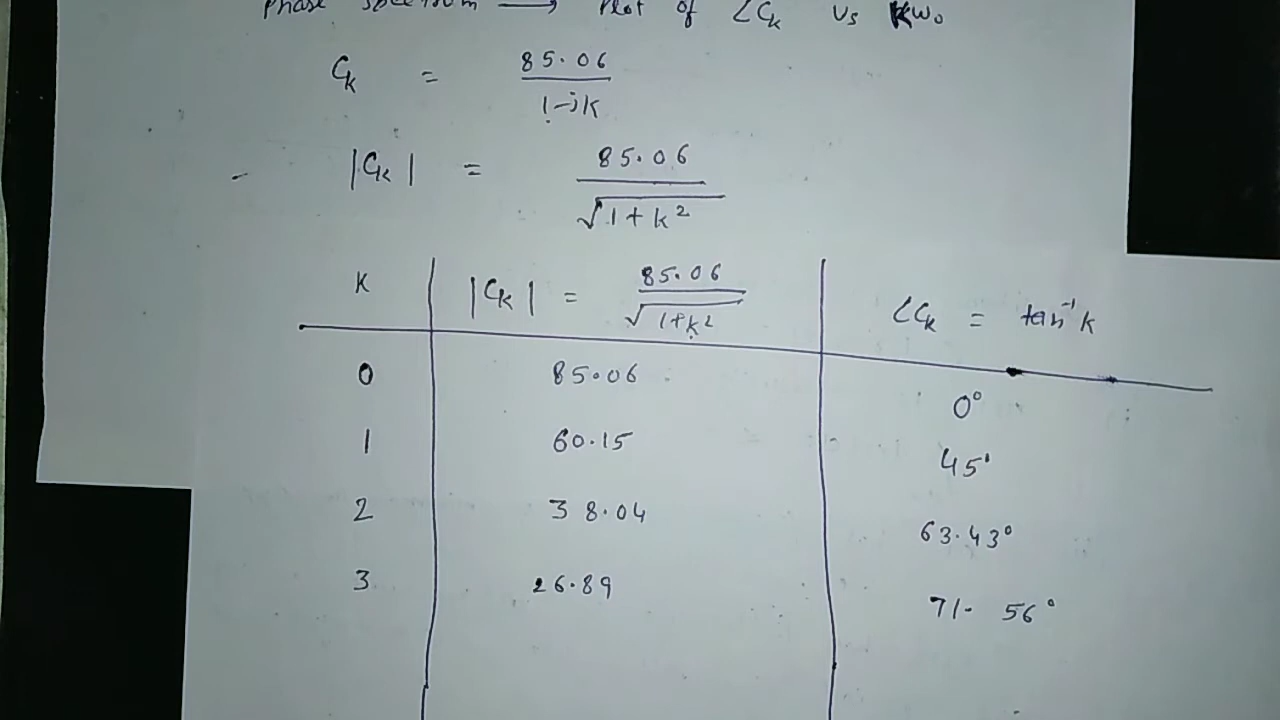 Phase spectrum → Plot of ∠Ck vs kω₀
Ck = 85.06 / 1-jk
|Ck| = 85.06 / √1+k²
K |Ck| = 85.06 / √1+k² ∠Ck = tan⁻¹k
0 85.06 0°
1 60.15 45°
2 38.04 63.43°
3 26.89 71.56°